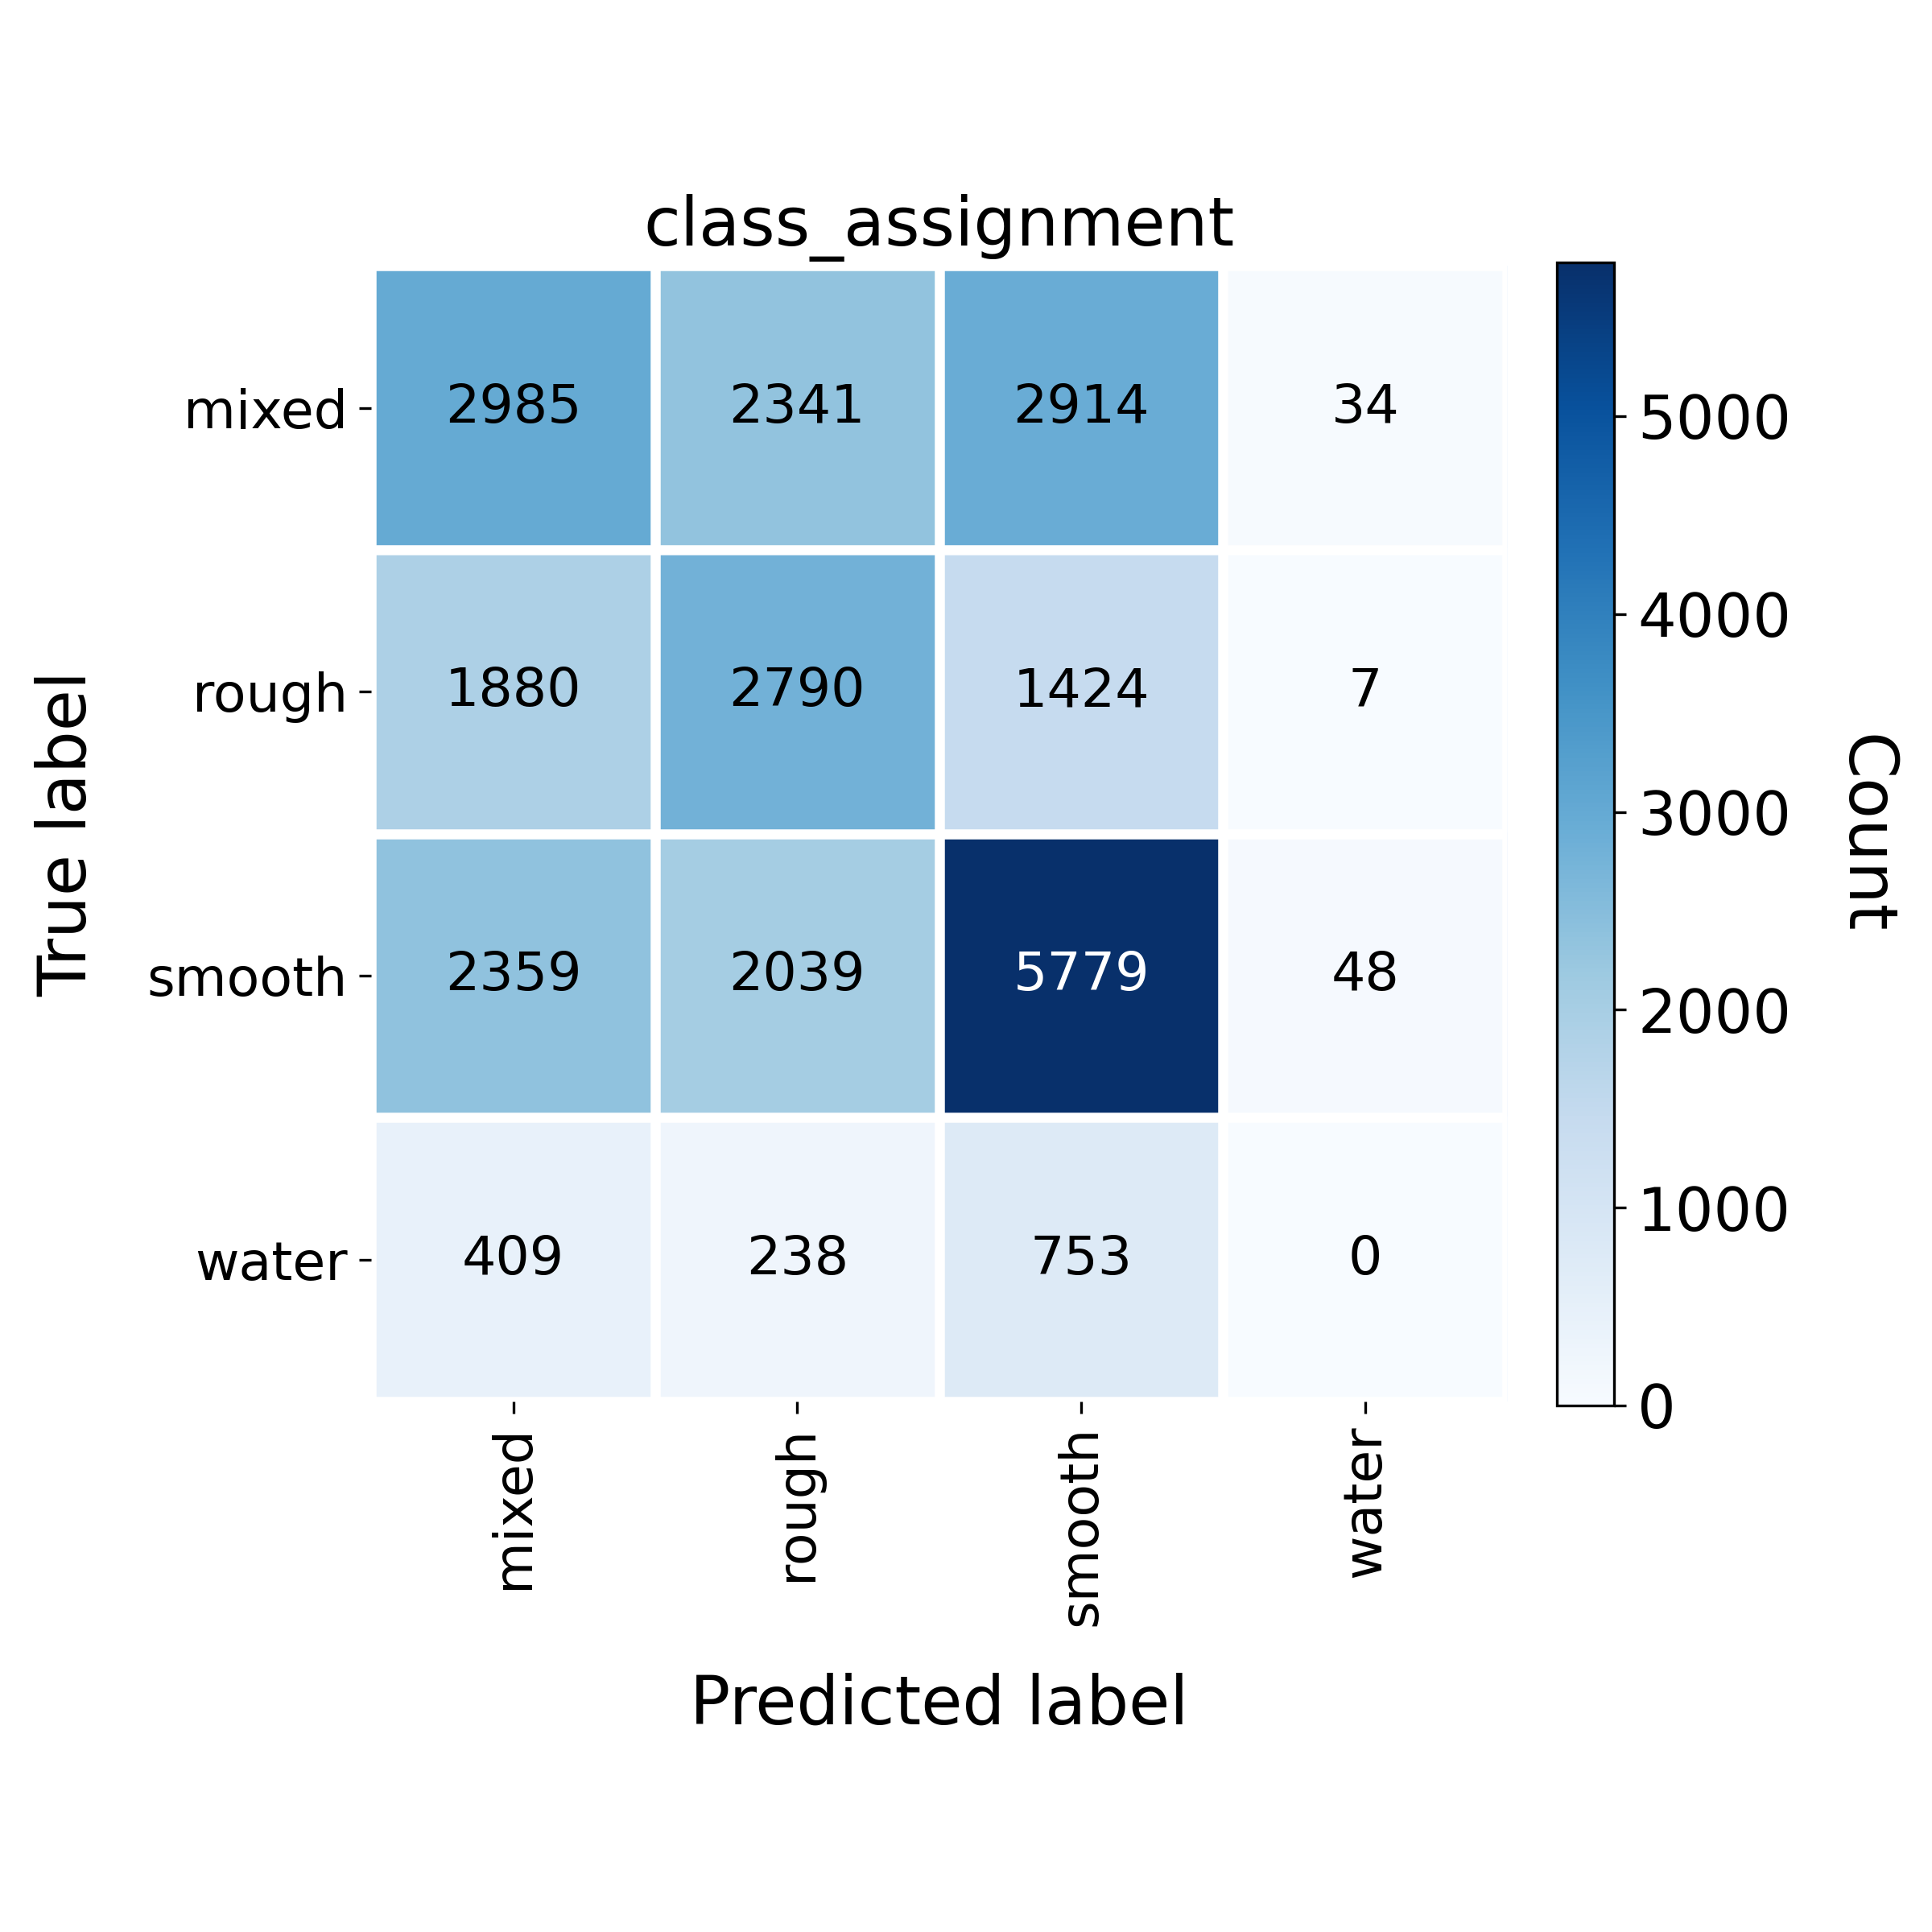 class_assignment
mixed 2985 2341 2914 34
rough 1880 2790 1424 7
smooth 2359 2039 5779 48
water 409 238 753 0
mixed rough smooth water
Predicted label
True label
5000
4000
3000
2000
1000
0
Count